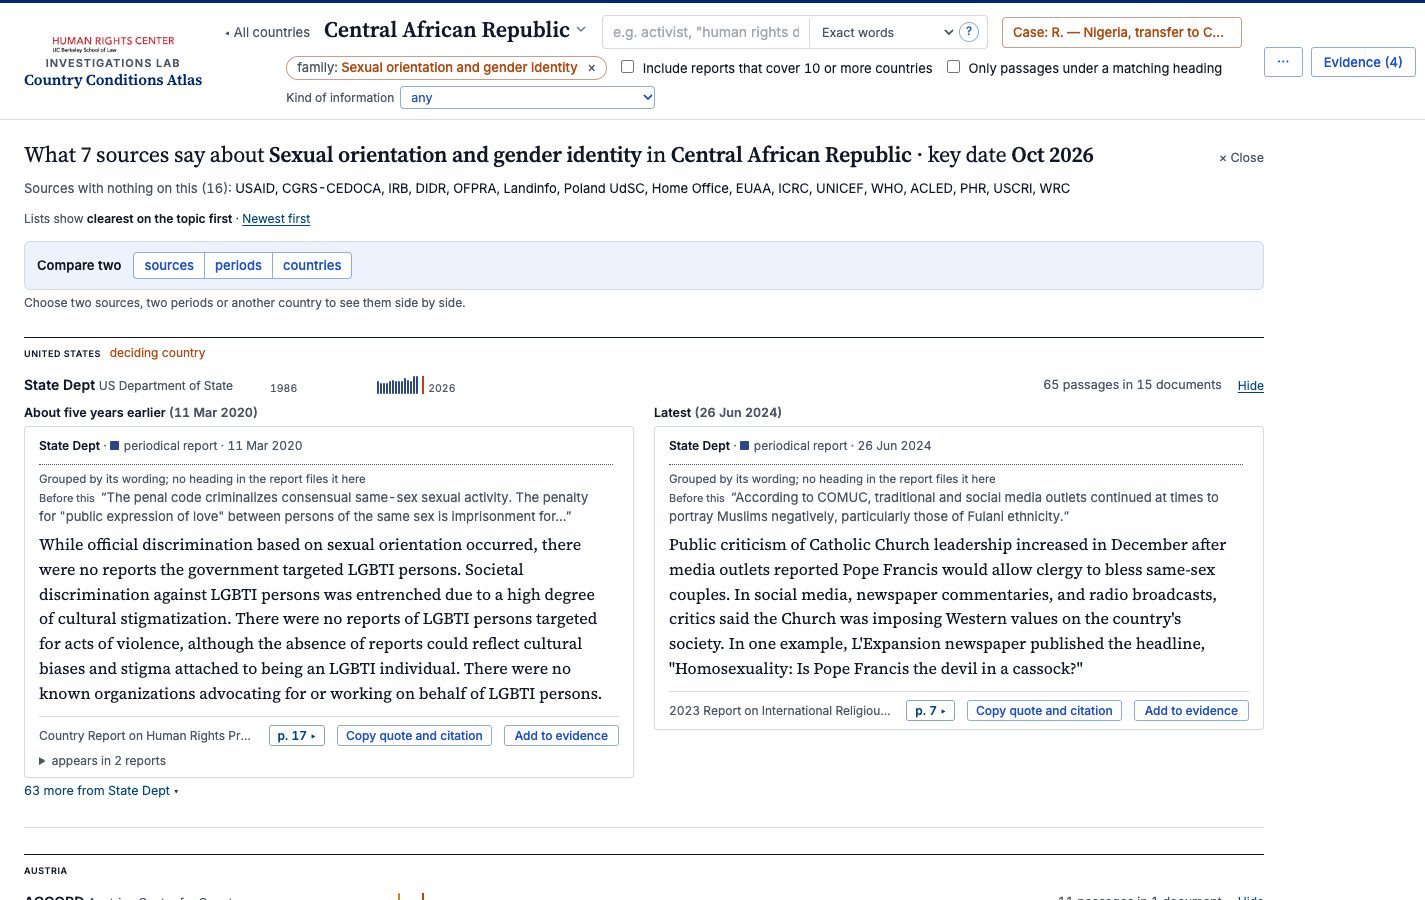 HUMAN RIGHTS CENTER
UC Berkeley School of Law
INVESTIGATIONS LAB
Country Conditions Atlas
◂ All countries
Central African Republic
e.g. activist, "human rights d
Exact words
?
Case: R. — Nigeria, transfer to C...
family: Sexual orientation and gender identity ×
Include reports that cover 10 or more countries
Only passages under a matching heading
...
Evidence (4)
Kind of information
any
What 7 sources say about Sexual orientation and gender identity in Central African Republic · key date Oct 2026
× Close
Sources with nothing on this (16): USAID, CGRS-CEDOCA, IRB, DIDR, OFPRA, Landinfo, Poland UdSC, Home Office, EUAA, ICRC, UNICEF, WHO, ACLED, PHR, USCRI, WRC
Lists show clearest on the topic first · Newest first
Compare two
sources
periods
countries
Choose two sources, two periods or another country to see them side by side.
UNITED STATES deciding country
State Dept US Department of State
1986
2026
65 passages in 15 documents
Hide
About five years earlier (11 Mar 2020)
State Dept · periodical report · 11 Mar 2020
Grouped by its wording; no heading in the report files it here
Before this “The penal code criminalizes consensual same-sex sexual activity. The penalty
for "public expression of love" between persons of the same sex is imprisonment for...”
While official discrimination based on sexual orientation occurred, there
were no reports the government targeted LGBTI persons. Societal
discrimination against LGBTI persons was entrenched due to a high degree
of cultural stigmatization. There were no reports of LGBTI persons targeted
for acts of violence, although the absence of reports could reflect cultural
biases and stigma attached to being an LGBTI individual. There were no
known organizations advocating for or working on behalf of LGBTI persons.
Country Report on Human Rights Pr...
p. 17 ▸
Copy quote and citation
Add to evidence
▶ appears in 2 reports
63 more from State Dept ▾
Latest (26 Jun 2024)
State Dept · periodical report · 26 Jun 2024
Grouped by its wording; no heading in the report files it here
Before this “According to COMUC, traditional and social media outlets continued at times to
portray Muslims negatively, particularly those of Fulani ethnicity.”
Public criticism of Catholic Church leadership increased in December after
media outlets reported Pope Francis would allow clergy to bless same-sex
couples. In social media, newspaper commentaries, and radio broadcasts,
critics said the Church was imposing Western values on the country's
society. In one example, L'Expansion newspaper published the headline,
"Homosexuality: Is Pope Francis the devil in a cassock?"
2023 Report on International Religiou...
p. 7 ▸
Copy quote and citation
Add to evidence
AUSTRIA